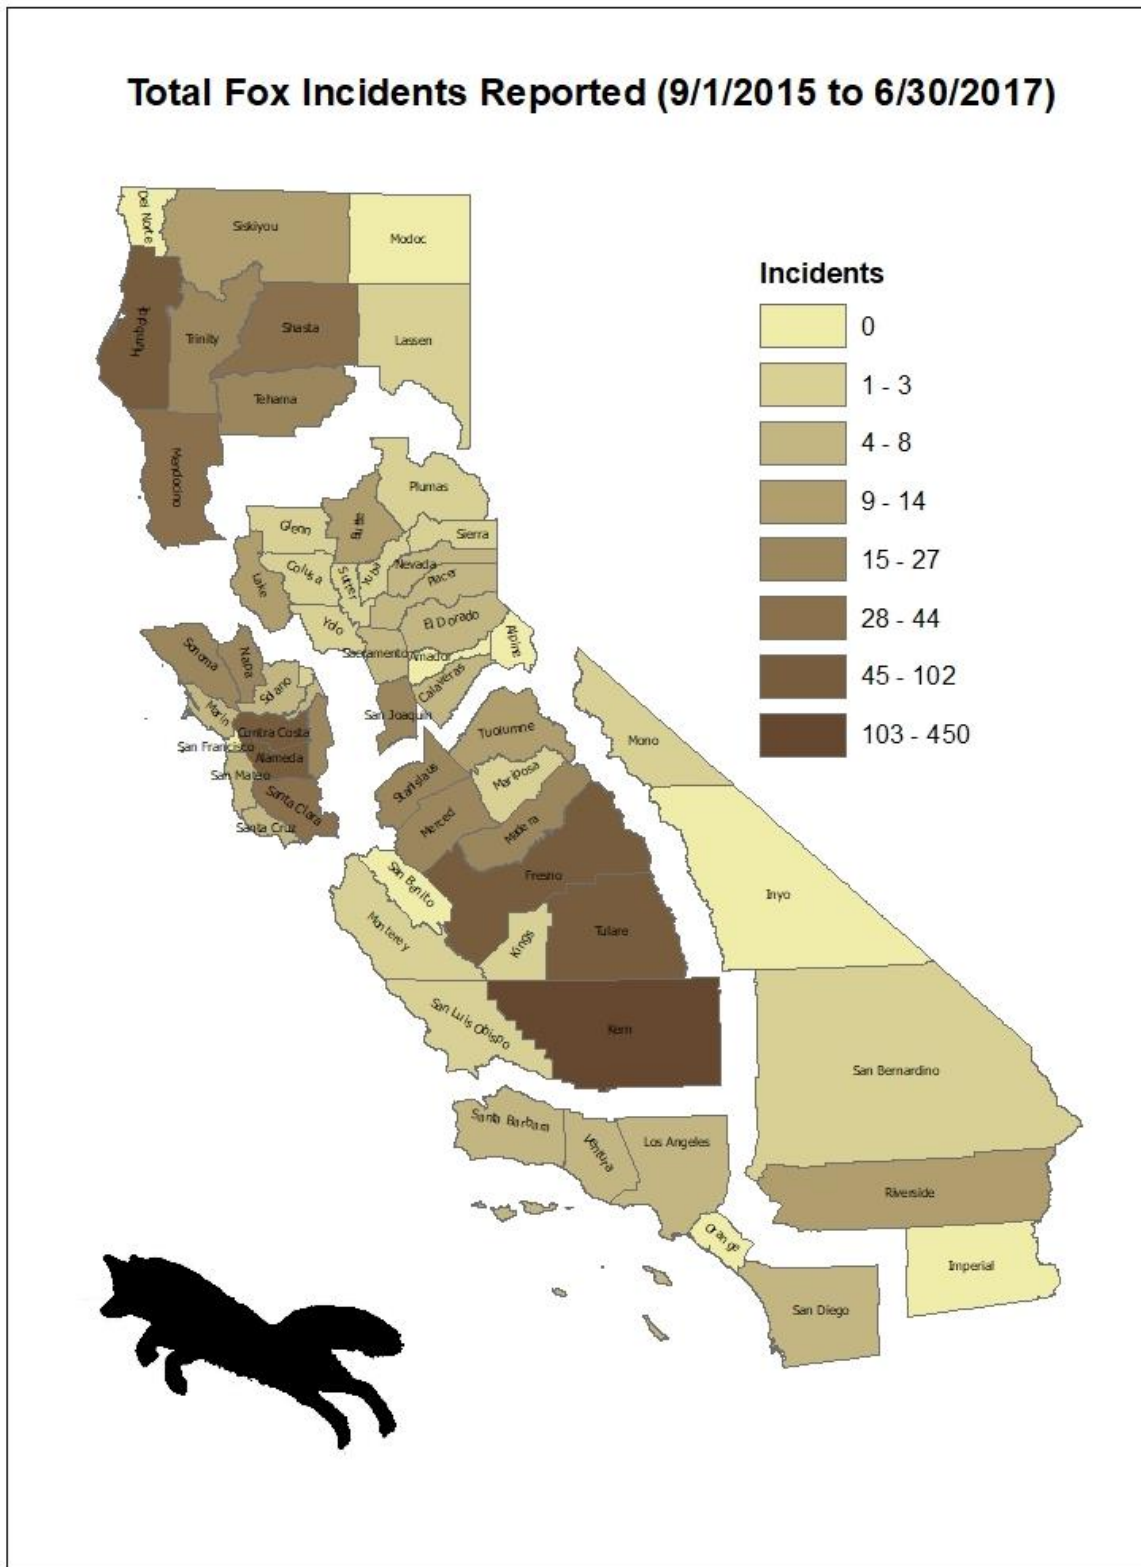 Total Fox Incidents Reported (9/1/2015 to 6/30/2017)
Del Norte
Siskiyou
Modoc
Humboldt
Trinity
Shasta
Lassen
Tehama
Mendocino
Plumas
Glenn
Butte
Sierra
Colusa
Sutter
Yuba
Nevada
Placer
Lake
Yolo
El Dorado
Alpine
Sacramento
Amador
Calaveras
Sonoma
Napa
Solano
Marin
San Joaquin
Contra Costa
San Francisco
Alameda
San Mateo
Santa Clara
Santa Cruz
Tuolumne
Mono
Stanislaus
Mariposa
Merced
Madera
Fresno
San Benito
Inyo
Monterey
Kings
Tulare
San Luis Obispo
Kern
San Bernardino
Santa Barbara
Ventura
Los Angeles
Riverside
Orange
Imperial
San Diego
Incidents
0
1 - 3
4 - 8
9 - 14
15 - 27
28 - 44
45 - 102
103 - 450